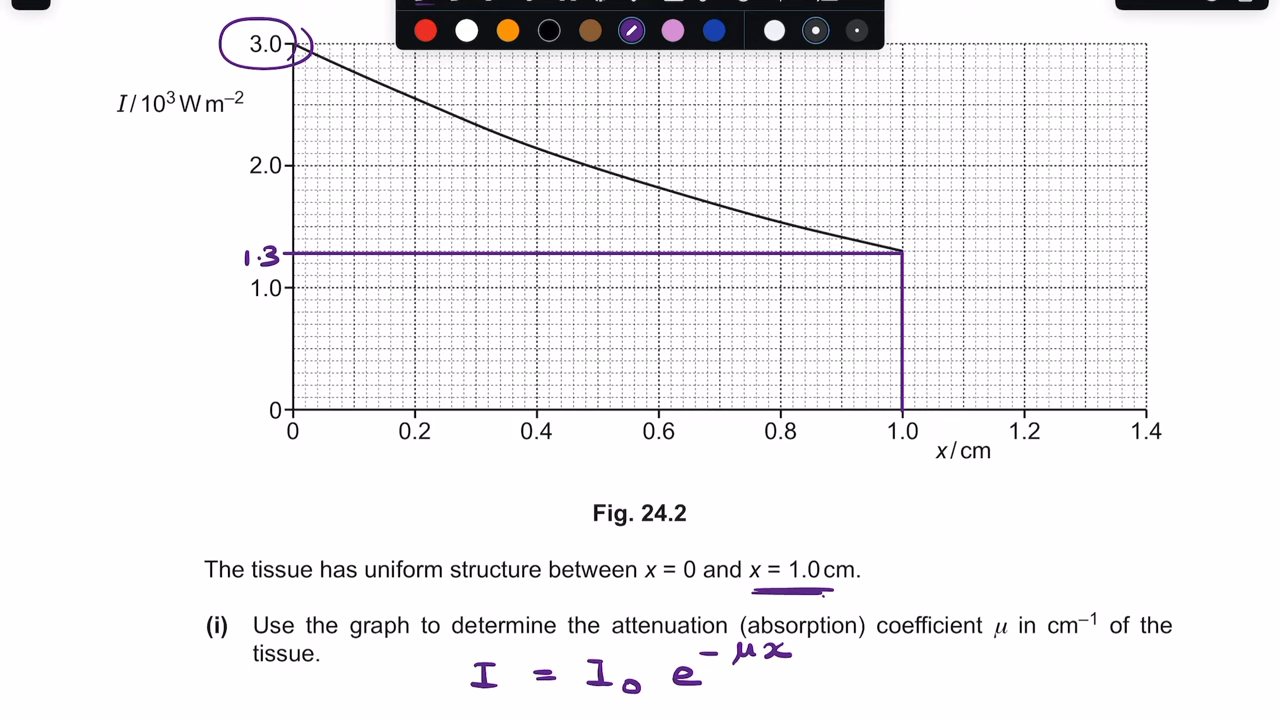 3.0
I / 10³ W m⁻²
2.0
1.3
1.0
0
0 0.2 0.4 0.6 0.8 1.0 1.2 1.4
x / cm
Fig. 24.2
The tissue has uniform structure between x = 0 and x = 1.0 cm.
(i) Use the graph to determine the attenuation (absorption) coefficient μ in cm⁻¹ of the
tissue.
I = I₀ e^{-μx}